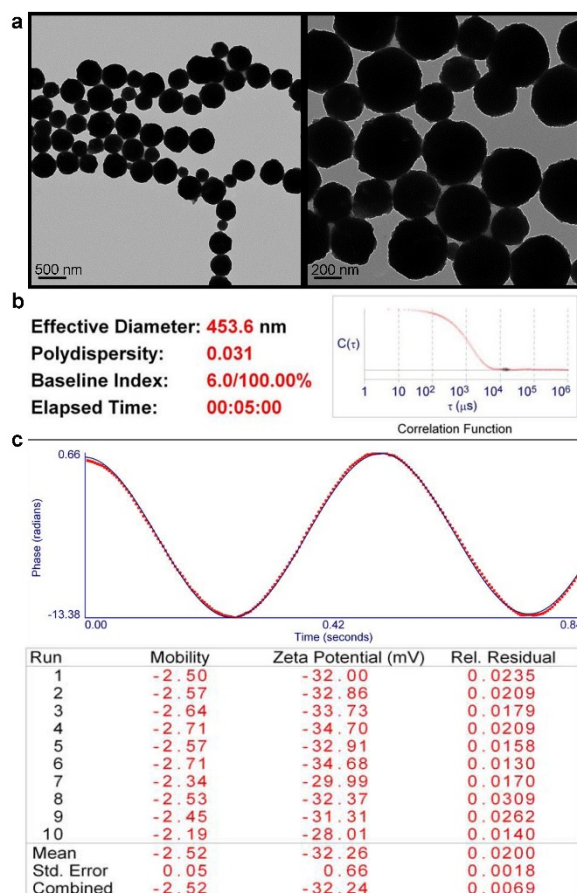 a
500 nm
200 nm
b
Effective Diameter: 453.6 nm
Polydispersity: 0.031
Baseline Index: 6.0/100.00%
Elapsed Time: 00:05:00
C(τ)
1 10 10² 10³ 10⁴ 10⁵ 10⁶
τ (μs)
Correlation Function
c
0.66
Phase (radians)
-13.38
0.00 0.42 0.84
Time (seconds)
Run Mobility Zeta Potential (mV) Rel. Residual
1 -2.50 -32.00 0.0235
2 -2.57 -32.86 0.0209
3 -2.64 -33.73 0.0179
4 -2.71 -34.70 0.0209
5 -2.57 -32.91 0.0158
6 -2.71 -34.68 0.0130
7 -2.34 -29.99 0.0170
8 -2.53 -32.37 0.0309
9 -2.45 -31.31 0.0262
10 -2.19 -28.01 0.0140
Mean -2.52 -32.26 0.0200
Std. Error 0.05 0.66 0.0018
Combined -2.52 -32.24 0.0069